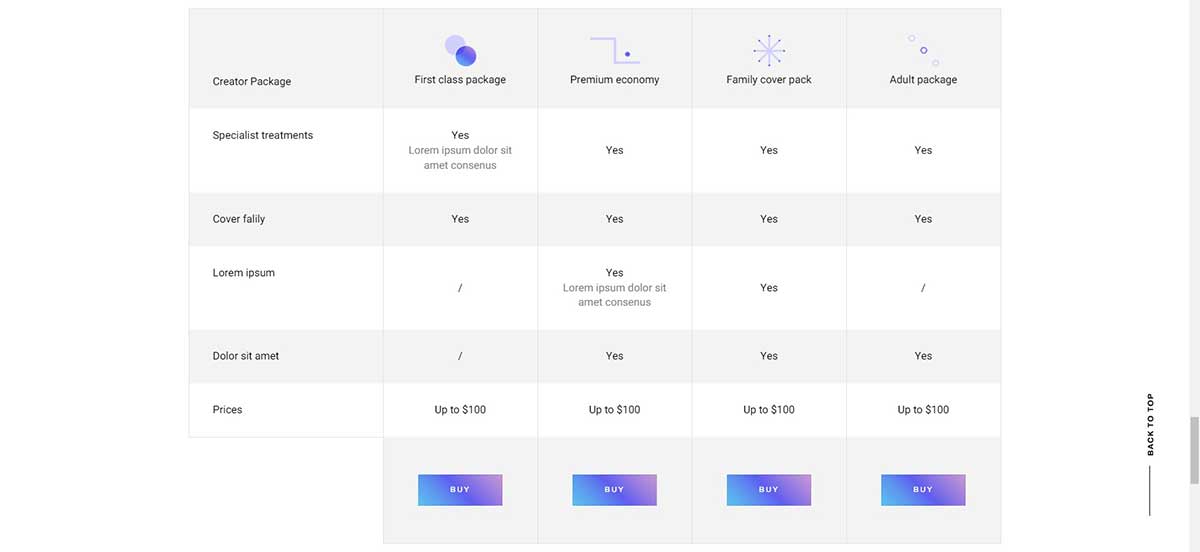 Creator Package
First class package
Premium economy
Family cover pack
Adult package
Specialist treatments
Yes
Lorem ipsum dolor sit
amet consenus
Yes
Yes
Yes
Cover falily
Yes
Yes
Yes
Yes
Lorem ipsum
/
Yes
Lorem ipsum dolor sit
amet consenus
Yes
/
Dolor sit amet
/
Yes
Yes
Yes
Prices
Up to $100
Up to $100
Up to $100
Up to $100
BUY
BUY
BUY
BUY
BACK TO TOP